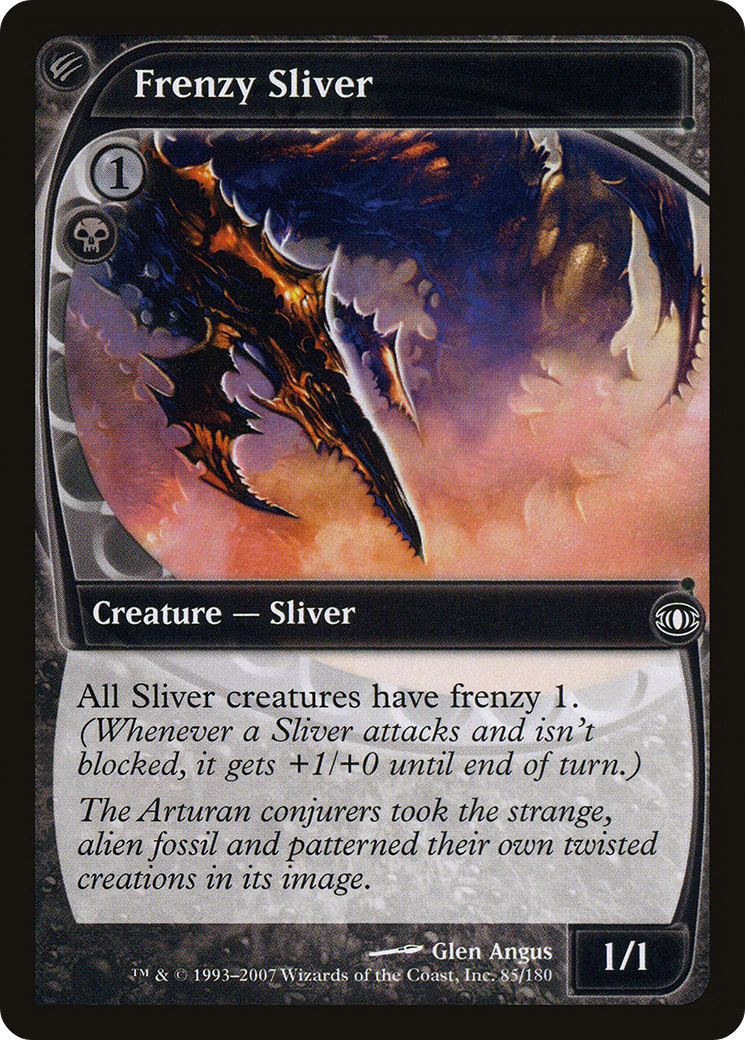 Frenzy Sliver
1
Creature — Sliver
All Sliver creatures have frenzy 1.
(Whenever a Sliver attacks and isn't
blocked, it gets +1/+0 until end of turn.)
The Arturan conjurers took the strange,
alien fossil and patterned their own twisted
creations in its image.
Glen Angus
™ & © 1993–2007 Wizards of the Coast, Inc. 85/180
1/1